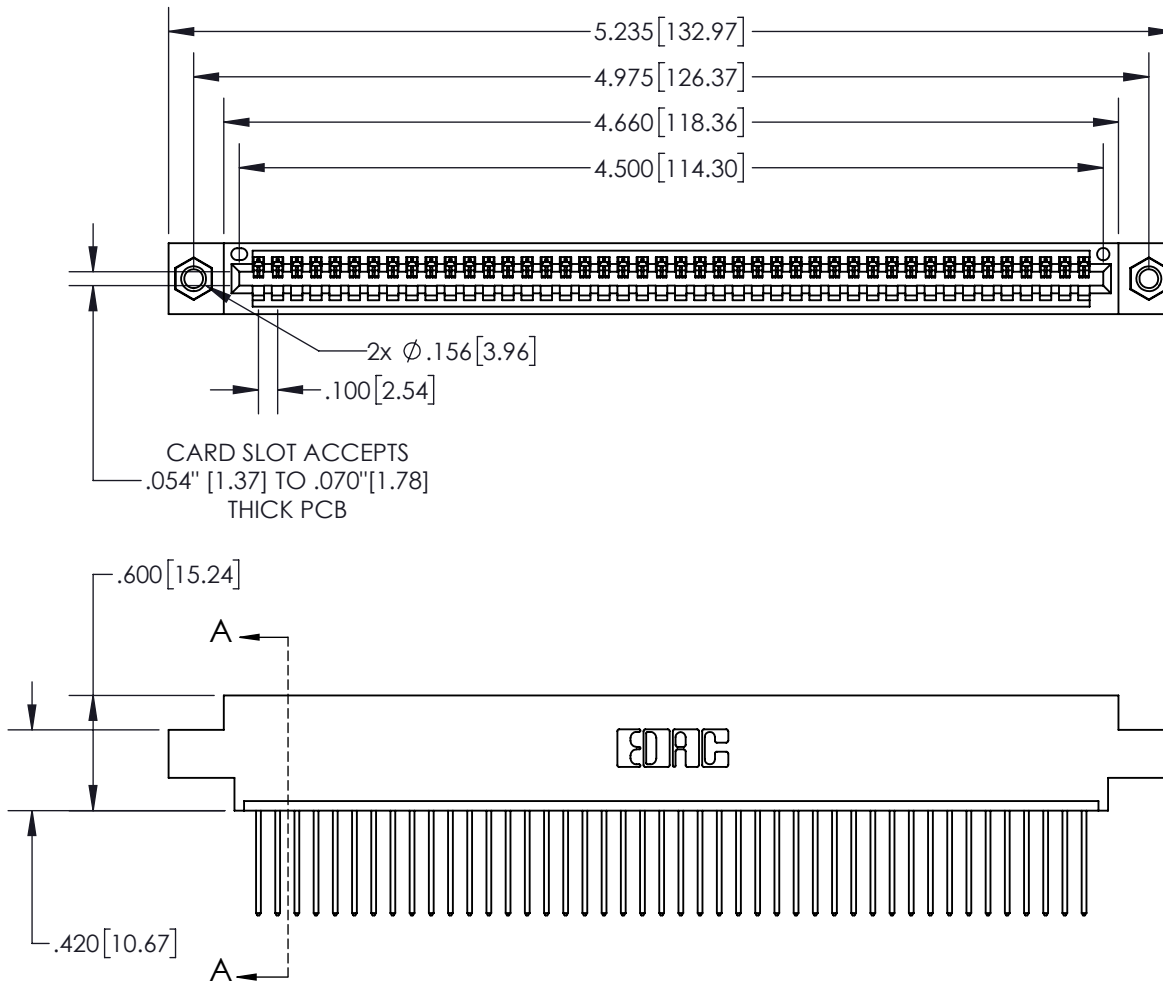 5.235[132.97]
4.975[126.37]
4.660[118.36]
4.500[114.30]
2x Ø.156[3.96]
.100[2.54]
CARD SLOT ACCEPTS
.054" [1.37] TO .070"[1.78]
THICK PCB
.600[15.24]
A
EDAC
.420[10.67]
A